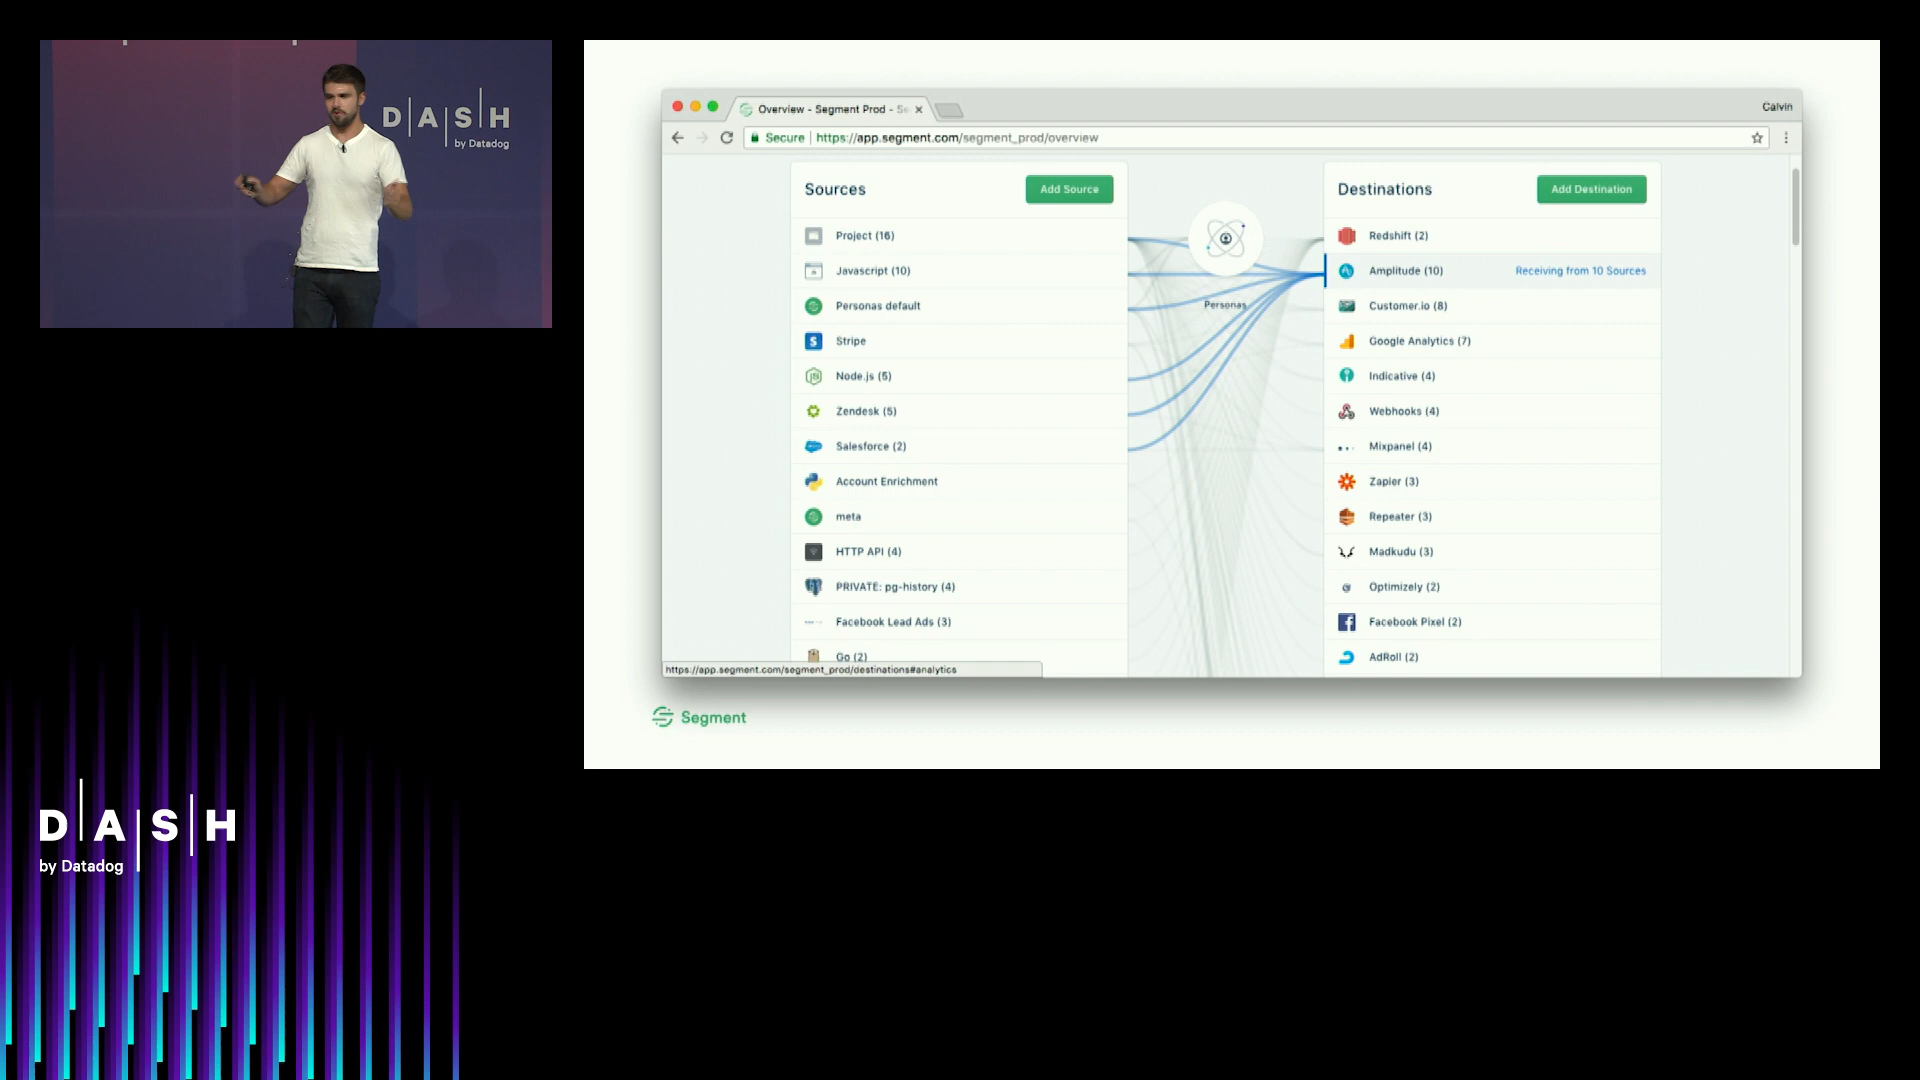 D|A|S|H
by Datadog
Overview - Segment Prod - Se
Calvin
Secure | https://app.segment.com/segment_prod/overview
Sources
Add Source
Project (16)
Javascript (10)
Personas default
Stripe
Node.js (5)
Zendesk (5)
Salesforce (2)
Account Enrichment
meta
HTTP API (4)
PRIVATE: pg-history (4)
Facebook Lead Ads (3)
Go (2)
https://app.segment.com/segment_prod/destinations#analytics
Personas
Destinations
Add Destination
Redshift (2)
Amplitude (10)
Receiving from 10 Sources
Customer.io (8)
Google Analytics (7)
Indicative (4)
Webhooks (4)
Mixpanel (4)
Zapier (3)
Repeater (3)
Madkudu (3)
Optimizely (2)
Facebook Pixel (2)
AdRoll (2)
Segment
D|A|S|H
by Datadog